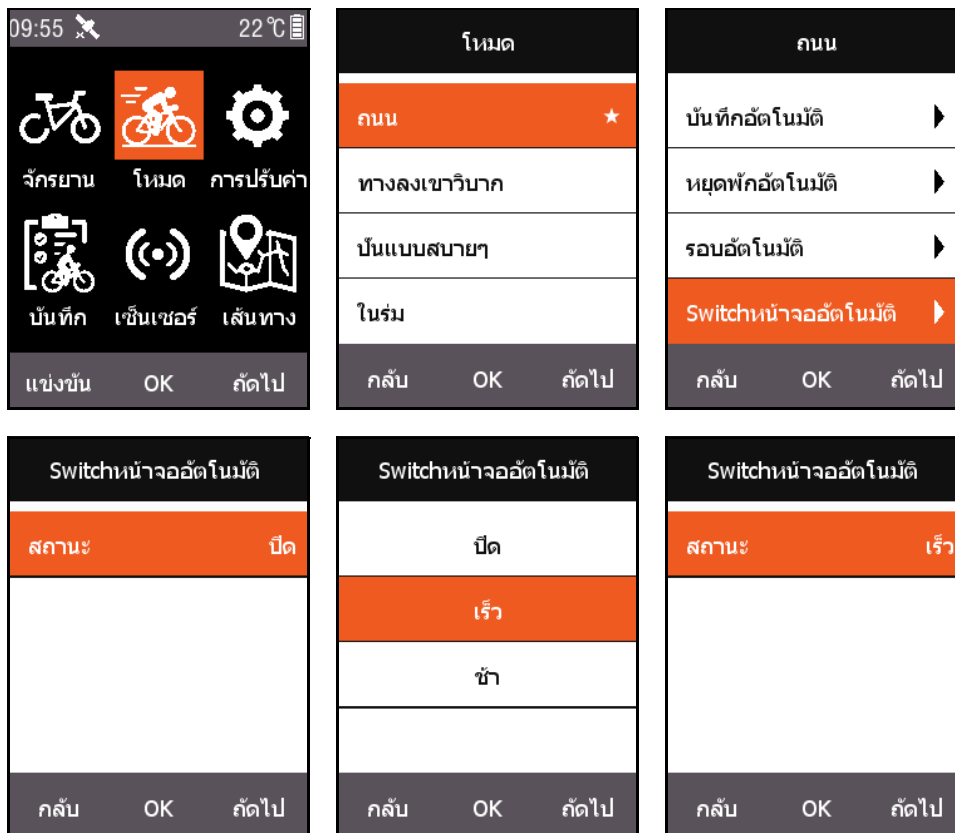 09:55 22℃
จักรยาน โหมด การปรับค่า
บันทึก เซ็นเซอร์ เส้นทาง
แข่งขัน OK ถัดไป
โหมด
ถนน
ทางลงเขาวิบาก
ปั่นแบบสบายๆ
ในร่ม
กลับ OK ถัดไป
ถนน
บันทึกอัตโนมัติ
หยุดพักอัตโนมัติ
รอบอัตโนมัติ
Switchหน้าจออัตโนมัติ
กลับ OK ถัดไป
Switchหน้าจออัตโนมัติ
สถานะ ปิด
กลับ OK ถัดไป
Switchหน้าจออัตโนมัติ
ปิด
เร็ว
ช้า
กลับ OK ถัดไป
Switchหน้าจออัตโนมัติ
สถานะ เร็ว
กลับ OK ถัดไป